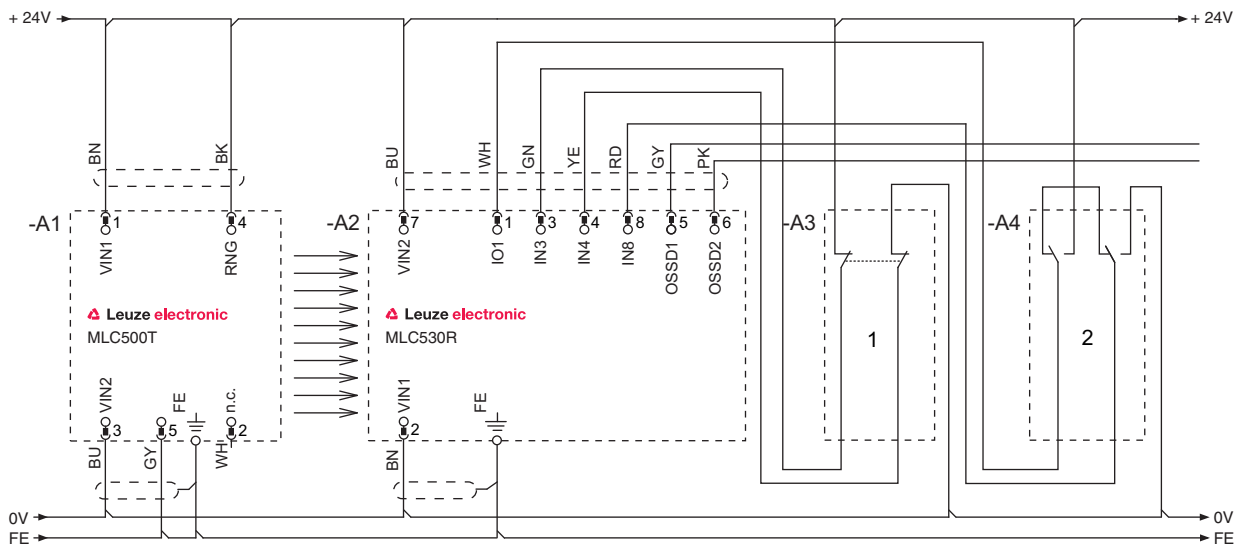 + 24V
+ 24V
BN
BK
BU
WH
GN
YE
RD
GY
PK
-A1
1
4
-A2
7
1
3
4
8
5
6
-A3
-A4
VIN1
RNG
VIN2
IO1
IN3
IN4
IN8
OSSD1
OSSD2
Leuze electronic
MLC500T
Leuze electronic
MLC530R
1
2
VIN2
FE
n.c.
VIN1
FE
3
5
2
2
BU
GY
WH
BN
0V
0V
FE
FE